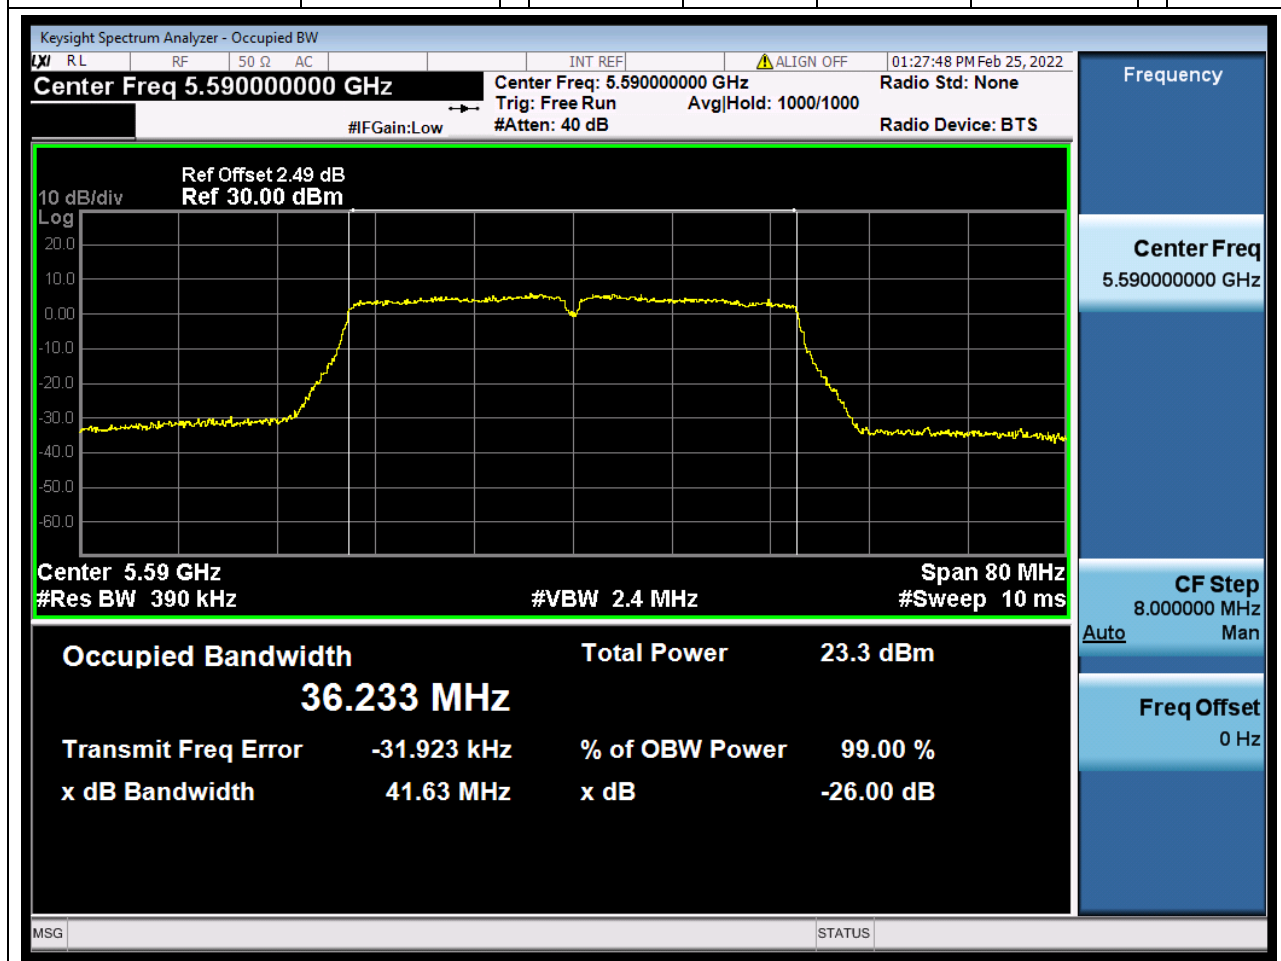 Keysight Spectrum Analyzer - Occupied BW
LXI RL RF 50 Ω AC INT REF ALIGN OFF 01:27:48 PM Feb 25, 2022
Center Freq 5.590000000 GHz
Center Freq: 5.590000000 GHz Radio Std: None
Trig: Free Run Avg|Hold: 1000/1000
#IFGain:Low #Atten: 40 dB Radio Device: BTS
Ref Offset 2.49 dB
10 dB/div Ref 30.00 dBm
Log
20.0
10.0
0.00
-10.0
-20.0
-30.0
-40.0
-50.0
-60.0
Center 5.59 GHz Span 80 MHz
#Res BW 390 kHz #VBW 2.4 MHz #Sweep 10 ms
Occupied Bandwidth Total Power 23.3 dBm
36.233 MHz
Transmit Freq Error -31.923 kHz % of OBW Power 99.00 %
x dB Bandwidth 41.63 MHz x dB -26.00 dB
Frequency
Center Freq
5.590000000 GHz
CF Step
8.000000 MHz
Auto Man
Freq Offset
0 Hz
MSG STATUS